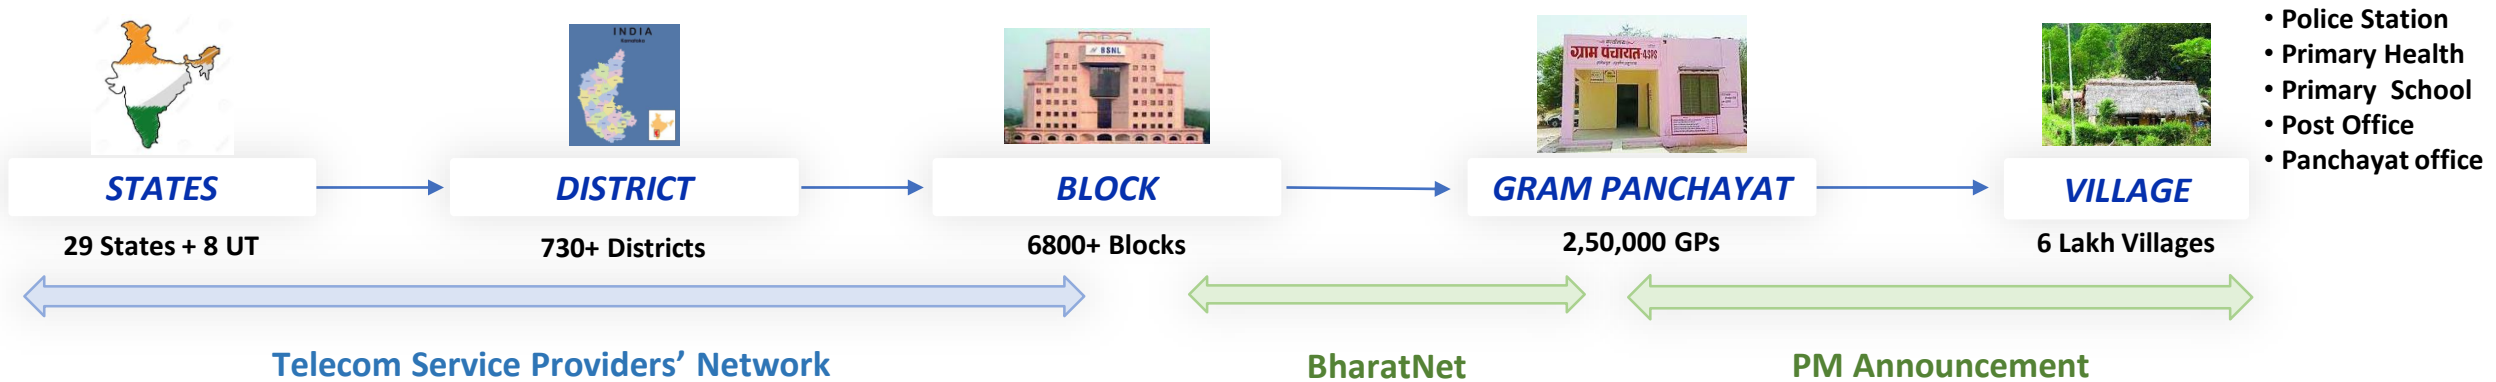 INDIA
Karnataka
BSNL
ग्राम पंचायत
• Police Station
• Primary Health
• Primary School
• Post Office
• Panchayat office
STATES
DISTRICT
BLOCK
GRAM PANCHAYAT
VILLAGE
29 States + 8 UT
730+ Districts
6800+ Blocks
2,50,000 GPs
6 Lakh Villages
Telecom Service Providers’ Network
BharatNet
PM Announcement